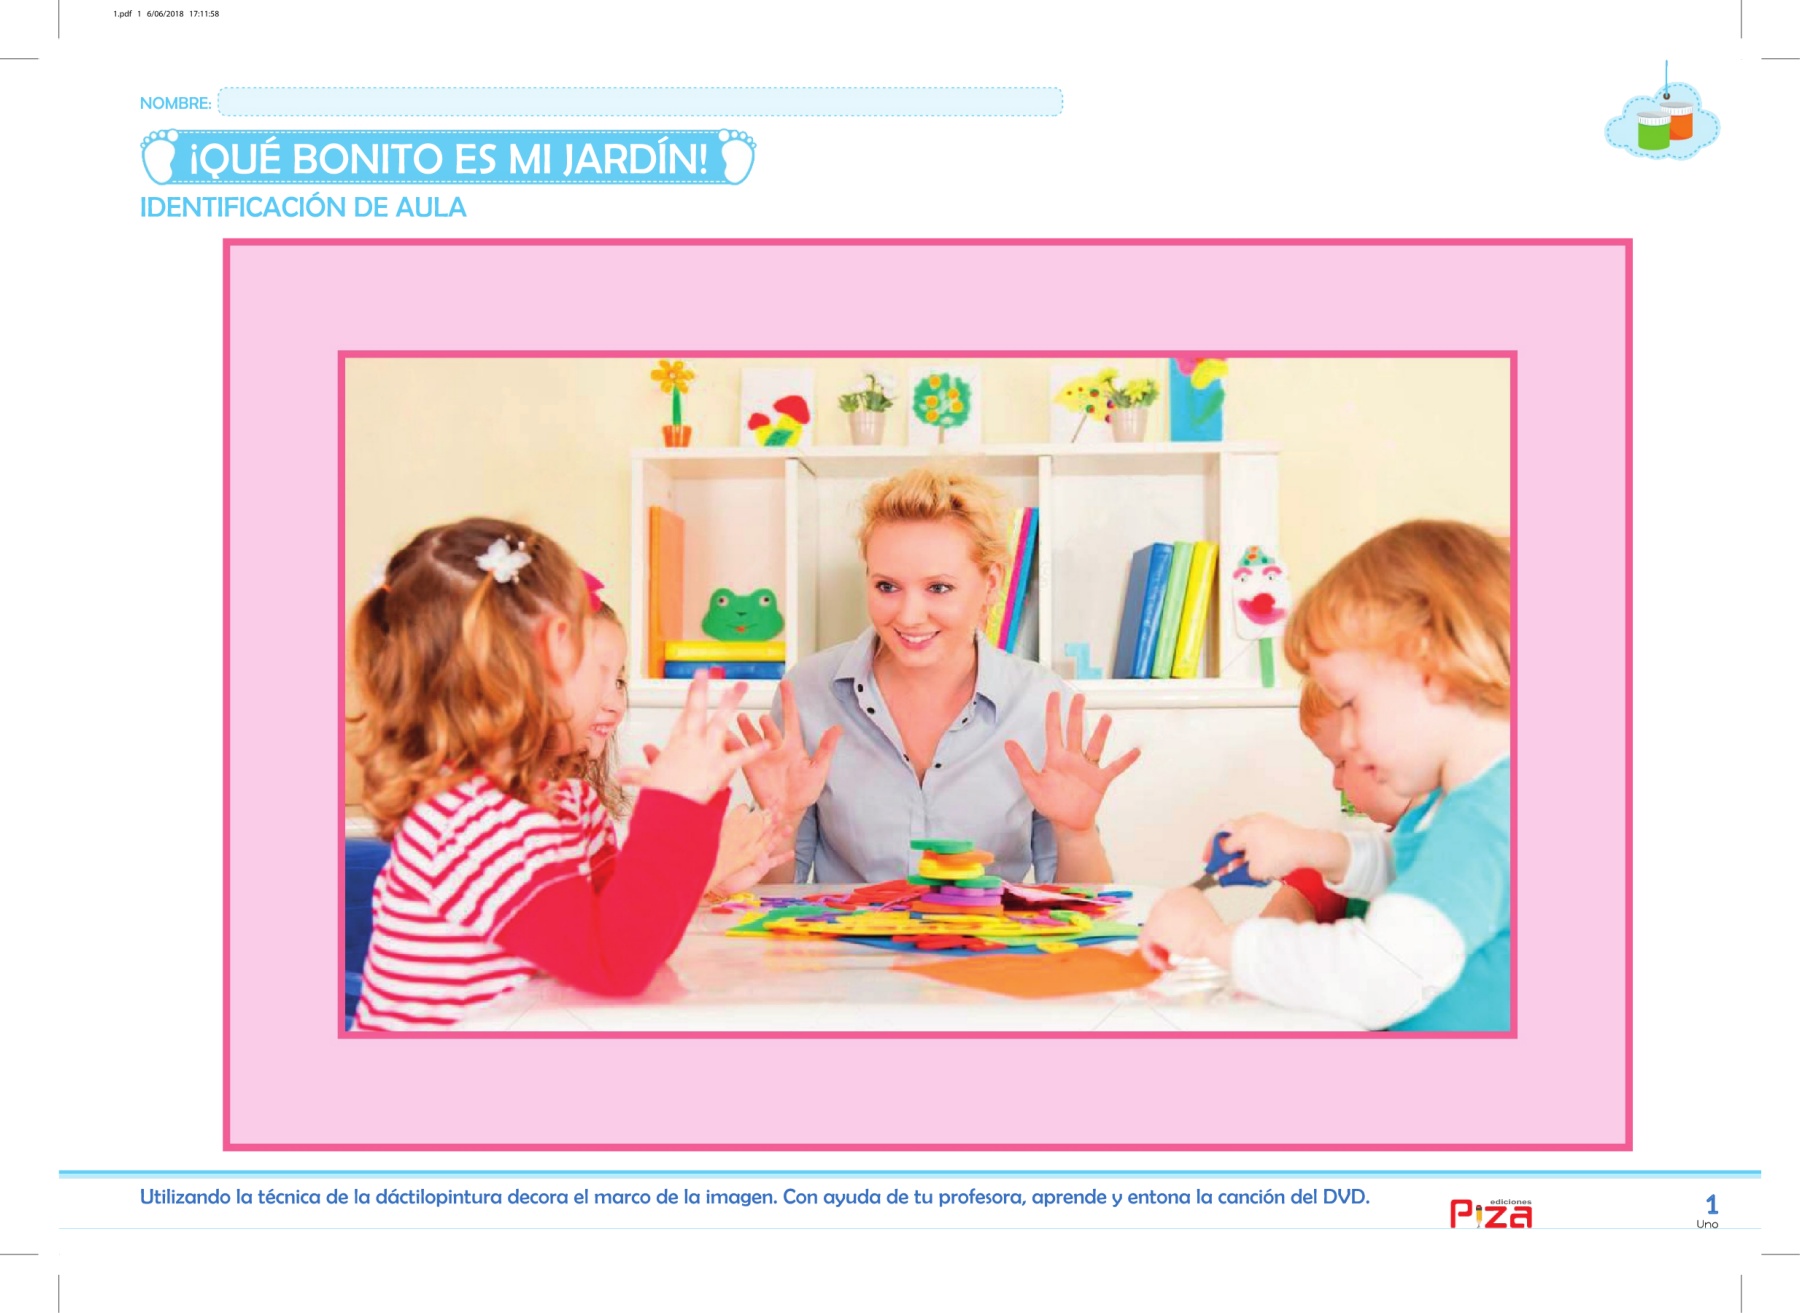 1.pdf 1 6/06/2018 17:11:58
NOMBRE:
¡QUÉ BONITO ES MI JARDÍN!
IDENTIFICACIÓN DE AULA
Utilizando la técnica de la dáctilopintura decora el marco de la imagen. Con ayuda de tu profesora, aprende y entona la canción del DVD.
ediciones
Piza
1
Uno